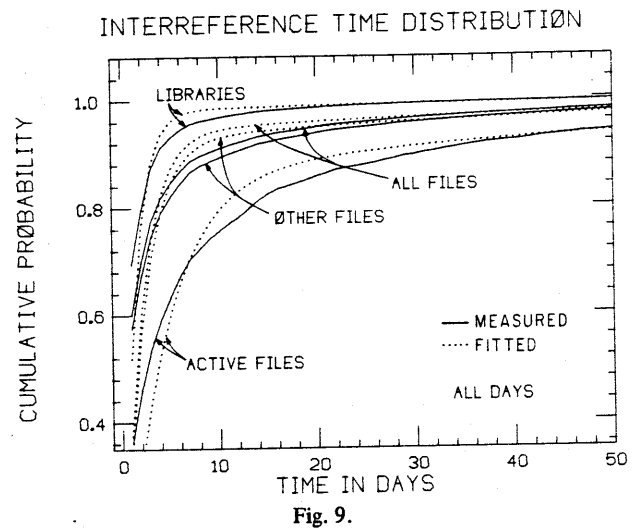 INTERREFERENCE TIME DISTRIBUTIØN
CUMULATIVE PRØBABILITY
1.0
0.8
0.6
0.4
LIBRARIES
ALL FILES
ØTHER FILES
ACTIVE FILES
MEASURED
FITTED
ALL DAYS
0
10
20
30
40
50
TIME IN DAYS
Fig. 9.